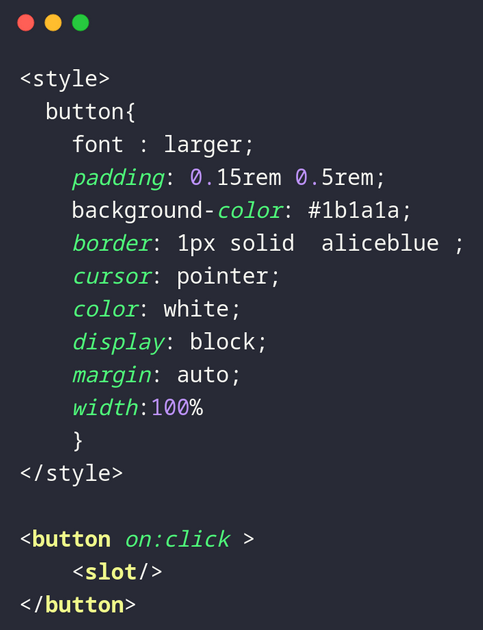 <style>
  button{
    font : larger;
    padding: 0.15rem 0.5rem;
    background-color: #1b1a1a;
    border: 1px solid  aliceblue ;
    cursor: pointer;
    color: white;
    display: block;
    margin: auto;
    width:100%
    }
</style>

<button on:click >
    <slot/>
</button>